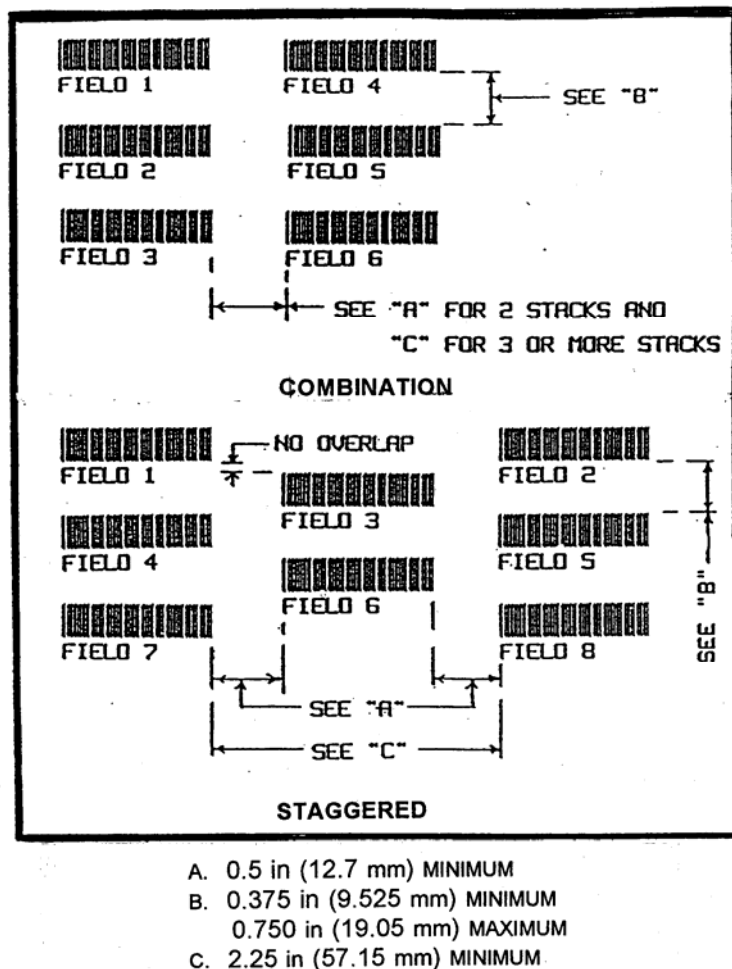 FIELD 1 FIELD 4
SEE "B"
FIELD 2 FIELD 5
FIELD 3 FIELD 6
SEE "A" FOR 2 STACKS AND
"C" FOR 3 OR MORE STACKS
COMBINATION
NO OVERLAP
FIELD 1 FIELD 2
FIELD 3
FIELD 4 FIELD 5
FIELD 6
FIELD 7 FIELD 8
SEE "B"
SEE "A"
SEE "C"
STAGGERED
A. 0.5 in (12.7 mm) MINIMUM
B. 0.375 in (9.525 mm) MINIMUM
0.750 in (19.05 mm) MAXIMUM
C. 2.25 in (57.15 mm) MINIMUM